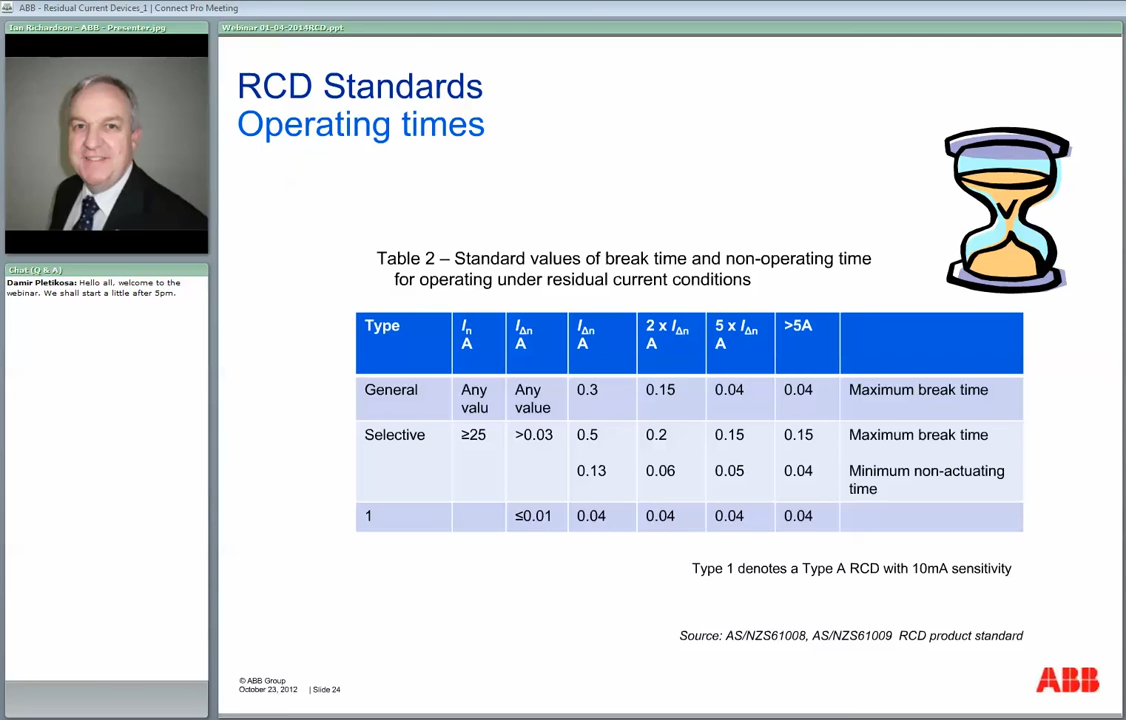 ABB - Residual Current Devices_1 | Connect Pro Meeting
Ian Richardson - ABB - Presenter.jpg
Webinar 01-04-2014RCD.ppt
RCD Standards
Operating times
Table 2 – Standard values of break time and non-operating time
for operating under residual current conditions
Type In A IΔn A IΔn A 2 x IΔn A 5 x IΔn A >5A
General Any valu Any value 0.3 0.15 0.04 0.04 Maximum break time
Selective ≥25 >0.03 0.5 0.2 0.15 0.15 Maximum break time
0.13 0.06 0.05 0.04 Minimum non-actuating time
1 ≤0.01 0.04 0.04 0.04 0.04
Type 1 denotes a Type A RCD with 10mA sensitivity
Source: AS/NZS61008, AS/NZS61009 RCD product standard
© ABB Group
October 23, 2012 | Slide 24
ABB
Chat (Q & A)
Damir Pletikosa: Hello all, welcome to the
webinar. We shall start a little after 5pm.